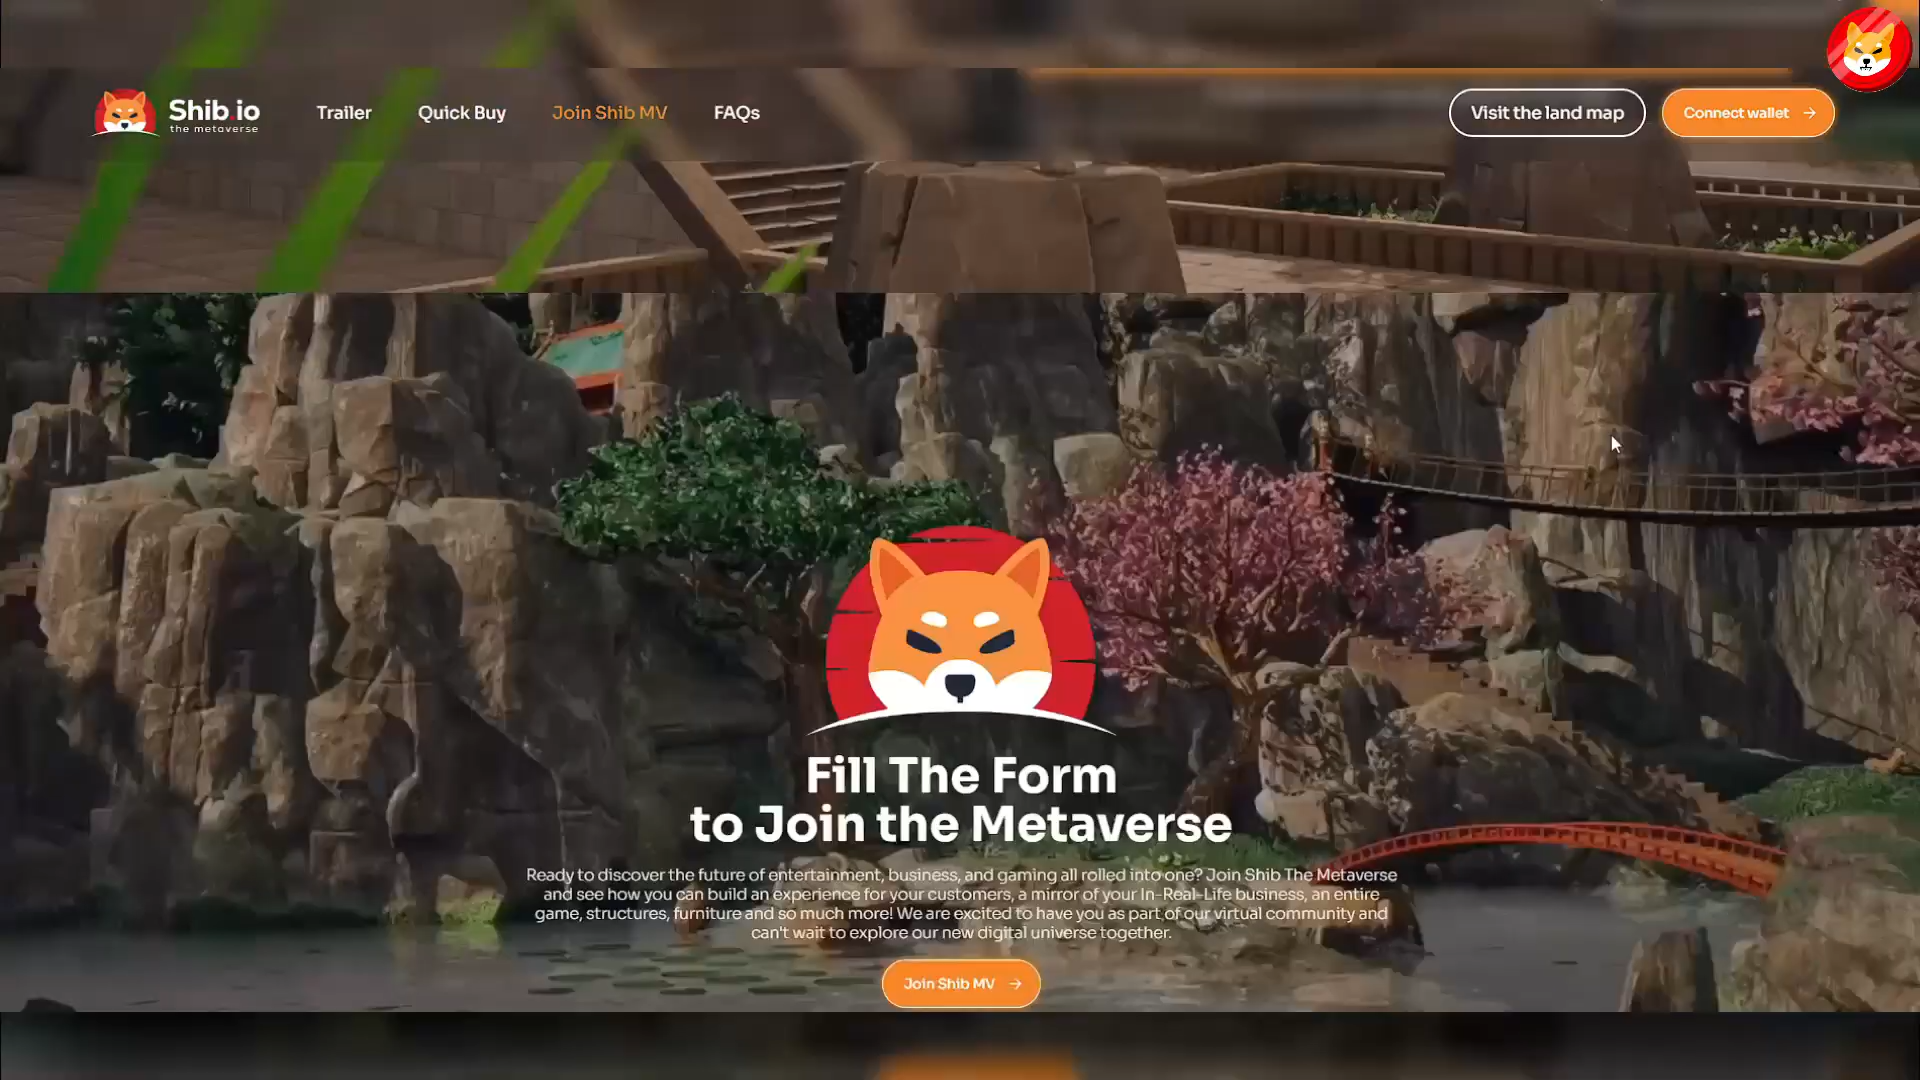 Shib.io
the metaverse
Trailer
Quick Buy
Join Shib MV
FAQs
Visit the land map
Connect wallet →
Fill The Form
to Join the Metaverse
Ready to discover the future of entertainment, business, and gaming all rolled into one? Join Shib The Metaverse
and see how you can build an experience for your customers, a mirror of your In-Real-Life business, an entire
game, structures, furniture and so much more! We are excited to have you as part of our virtual community and
can't wait to explore our new digital universe together.
Join Shib MV →